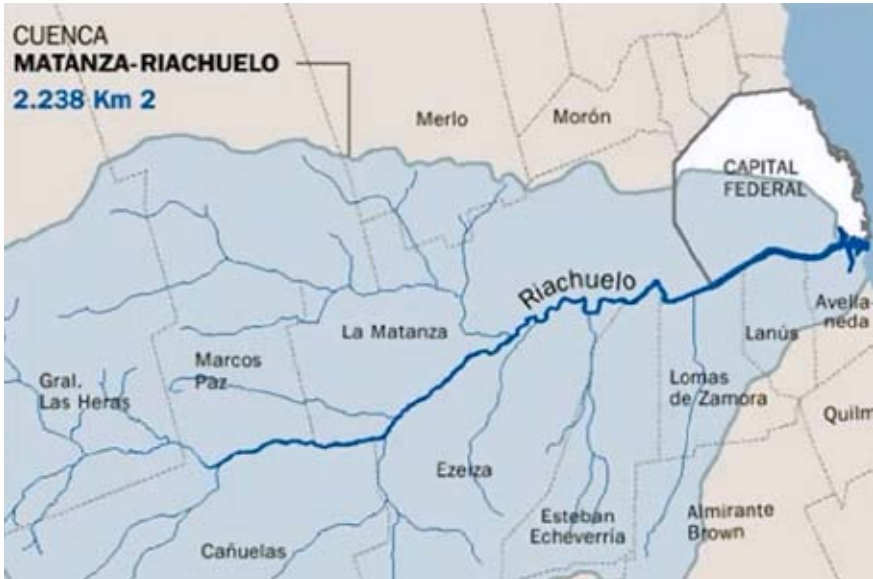 CUENCA
MATANZA-RIACHUELO
2.238 Km 2
Merlo
Morón
CAPITAL
FEDERAL
Riachuelo
Avella-
neda
Lanús
La Matanza
Marcos
Paz
Gral.
Las Heras
Lomas
de Zamora
Quilm
Ezeiza
Esteban
Echeverría
Almirante
Brown
Cañuelas